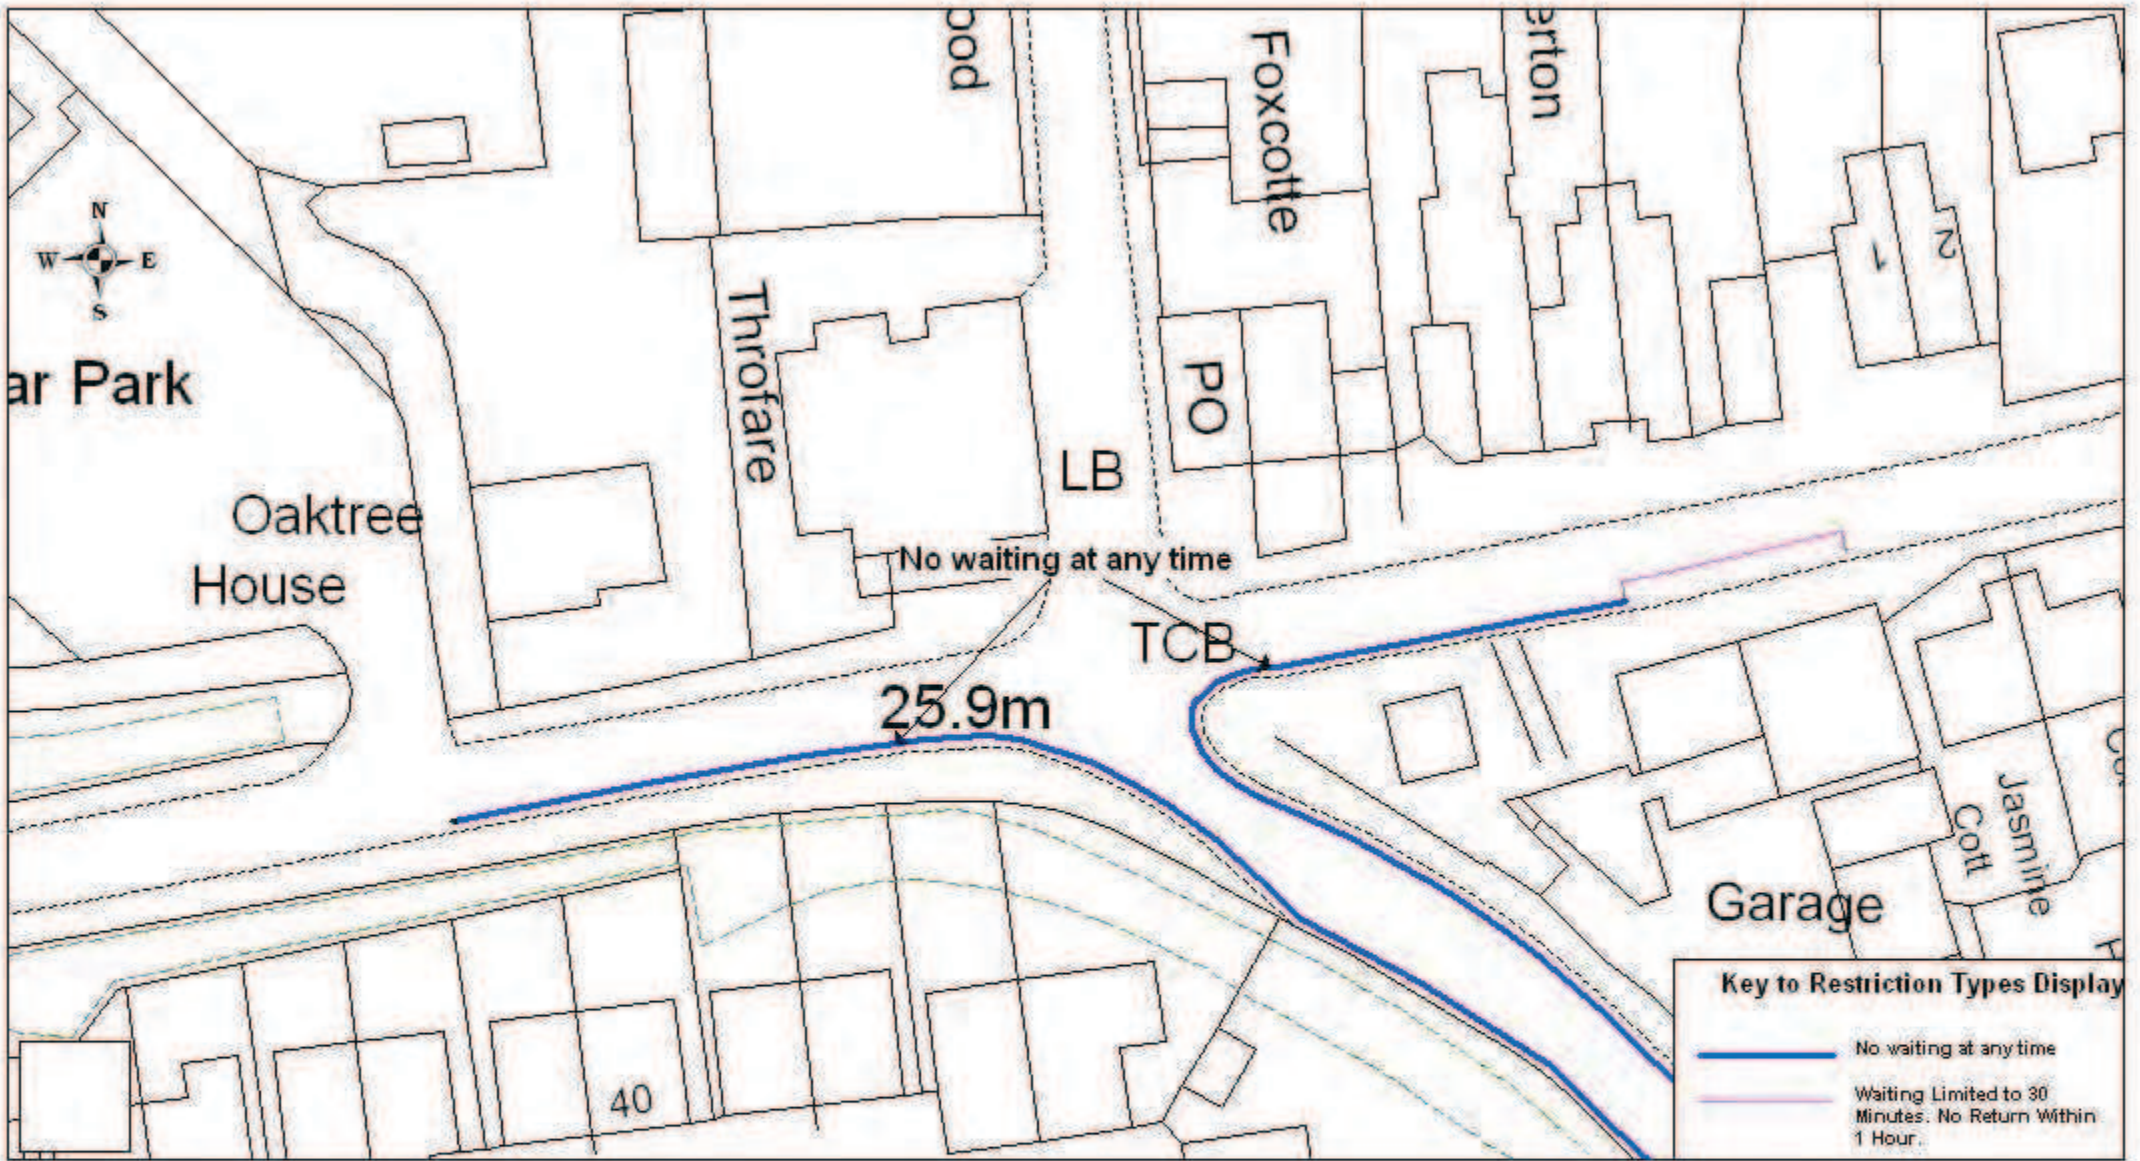 ood
Foxcotte
erton
N
W E
S
1
2
ar Park
Throfare
PO
LB
Oaktree
House
No waiting at any time
TCB
25.9m
Jasmine
Cott
Garage
40
Key to Restriction Types Display
No waiting at any time
Waiting Limited to 30
Minutes. No Return Within
1 Hour.